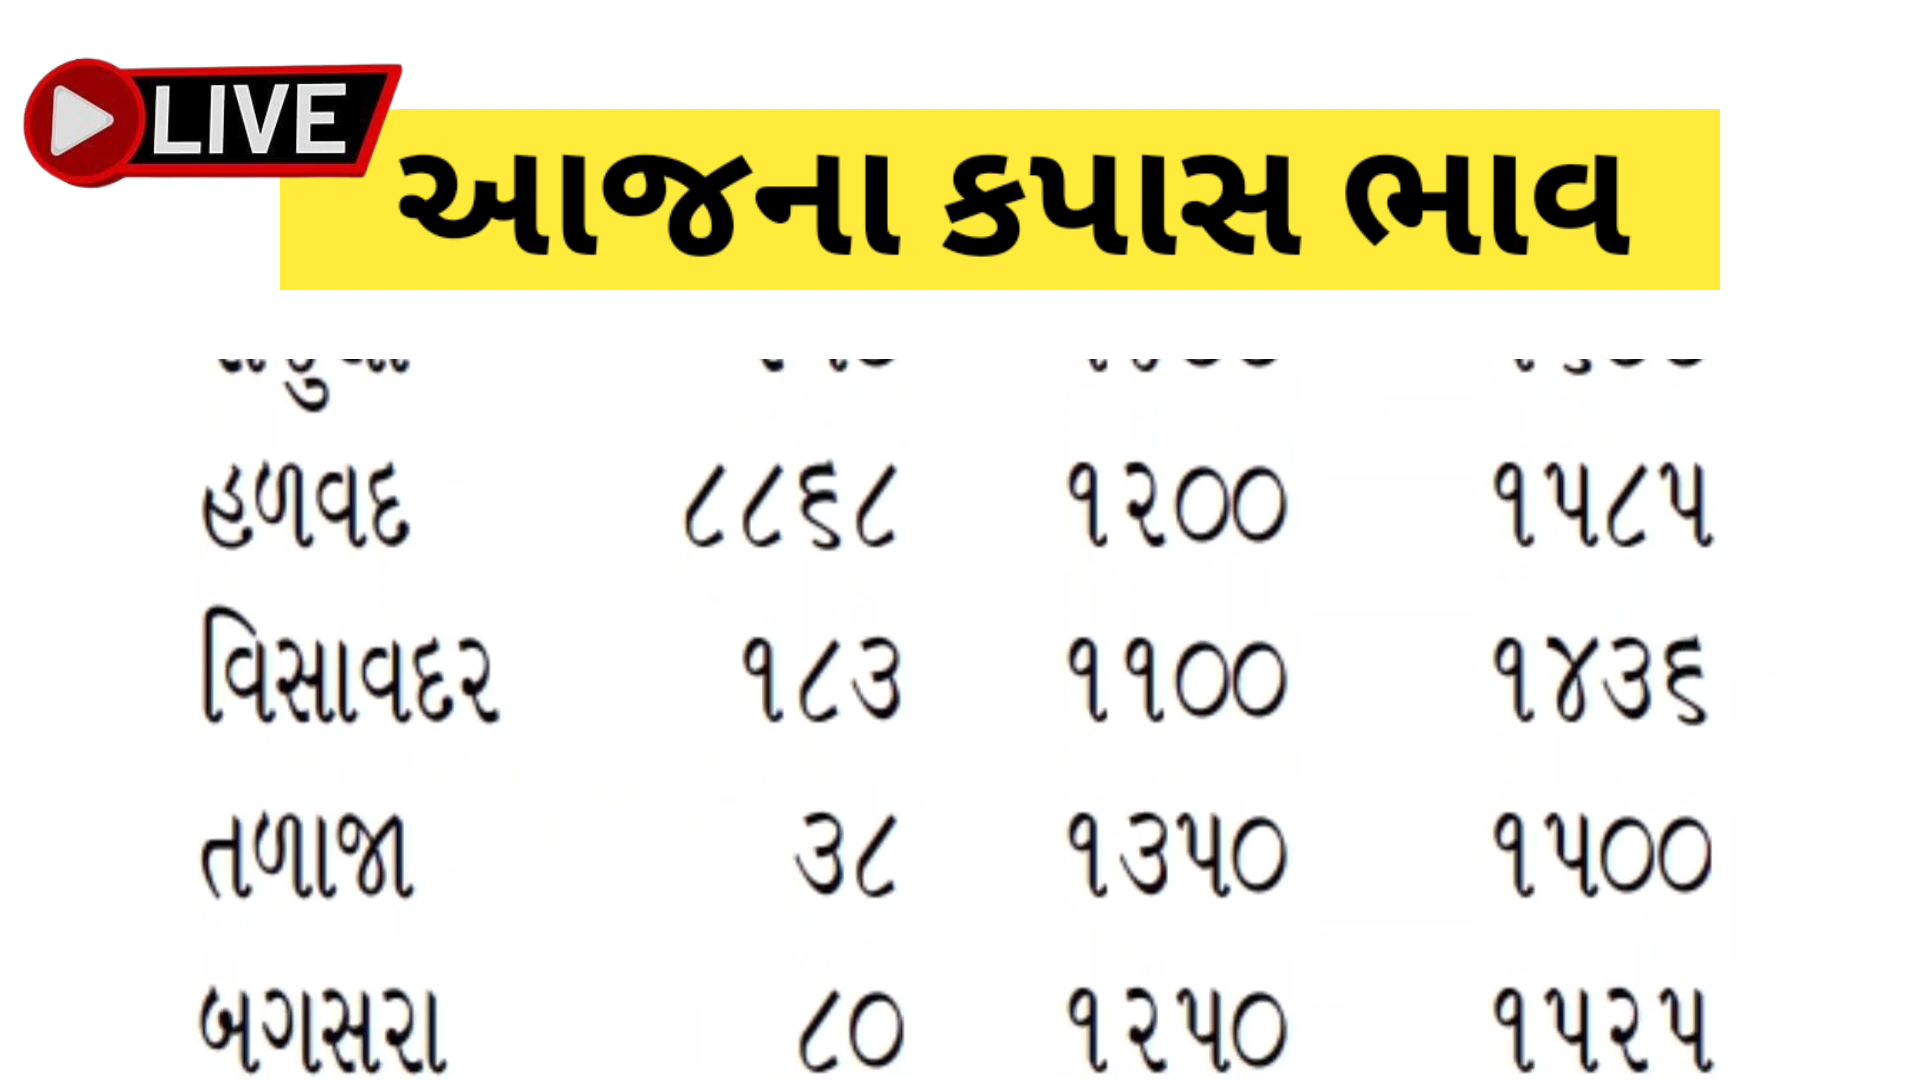 LIVE
આજના કપાસ ભાવ
હળવદ ૮૮૬૮ ૧૨૦૦ ૧૫૮૫
વિસાવદર ૧૮૩ ૧૧૦૦ ૧૪૩૬
તળાજા ૩૮ ૧૩૫૦ ૧૫૦૦
બગસરા ૮૦ ૧૨૫૦ ૧૫૨૫